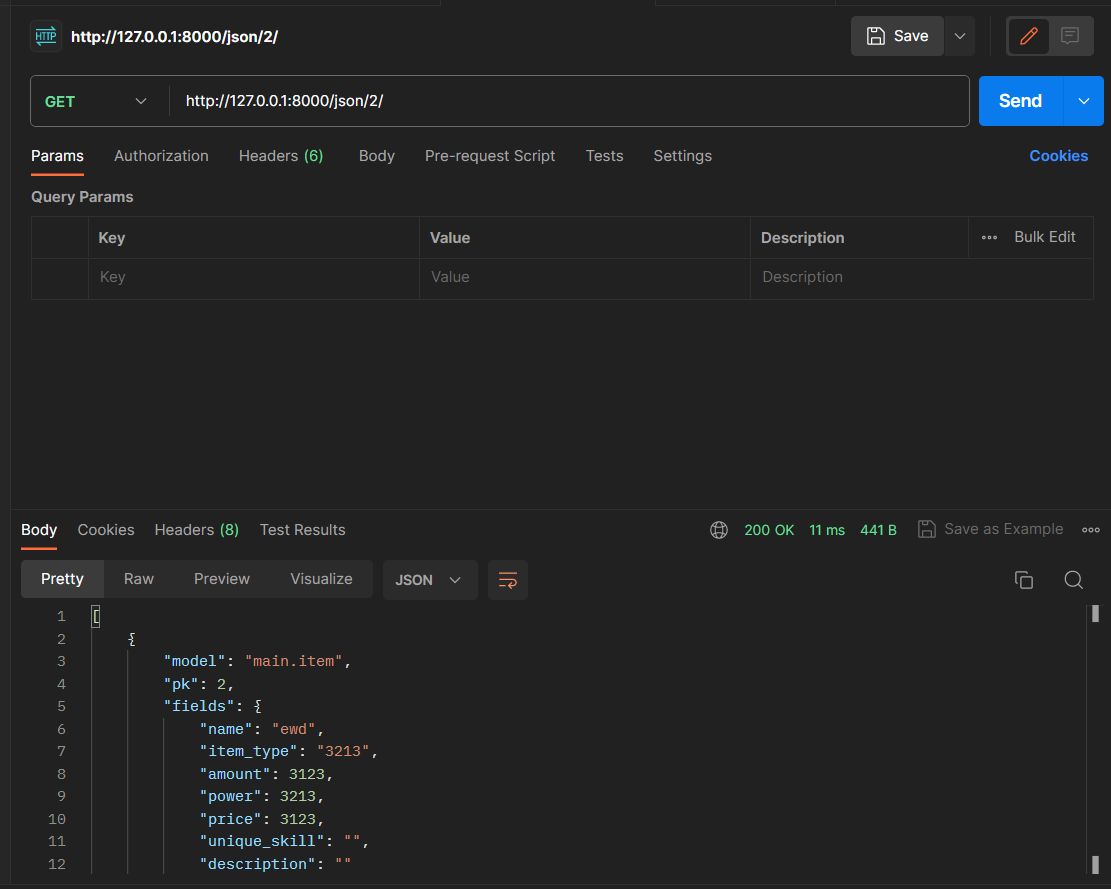 HTTP http://127.0.0.1:8000/json/2/ Save
GET http://127.0.0.1:8000/json/2/ Send
Params Authorization Headers (6) Body Pre-request Script Tests Settings Cookies
Query Params
Key Value Description ••• Bulk Edit
Key Value Description
Body Cookies Headers (8) Test Results 200 OK 11 ms 441 B Save as Example
Pretty Raw Preview Visualize JSON
1 [
2 {
3 "model": "main.item",
4 "pk": 2,
5 "fields": {
6 "name": "ewd",
7 "item_type": "3213",
8 "amount": 3123,
9 "power": 3213,
10 "price": 3123,
11 "unique_skill": "",
12 "description": ""